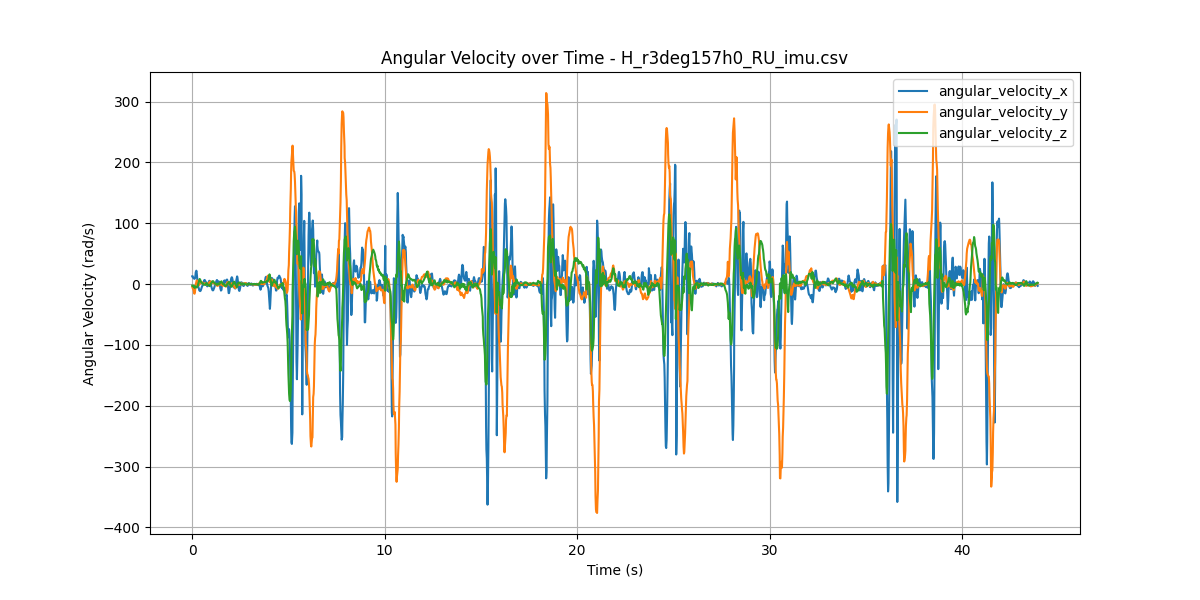 Angular Velocity over Time - H_r3deg157h0_RU_imu.csv
angular_velocity_x
angular_velocity_y
angular_velocity_z
Angular Velocity (rad/s)
300
200
100
0
−100
−200
−300
−400
0 10 20 30 40
Time (s)